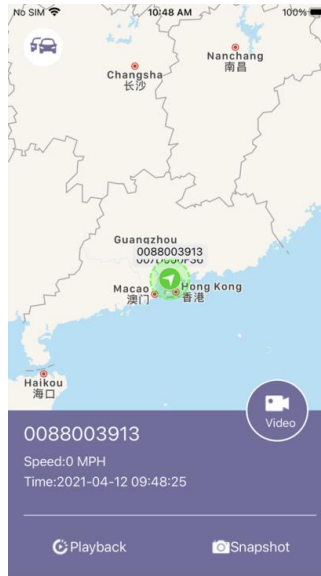 No SIM 10:48 AM 100%
Nanchang
南昌
Changsha
长沙
Guangzhou
0088003913
Macao
澳门
Hong Kong
香港
Haikou
海口
Video
0088003913
Speed:0 MPH
Time:2021-04-12 09:48:25
Playback
Snapshot